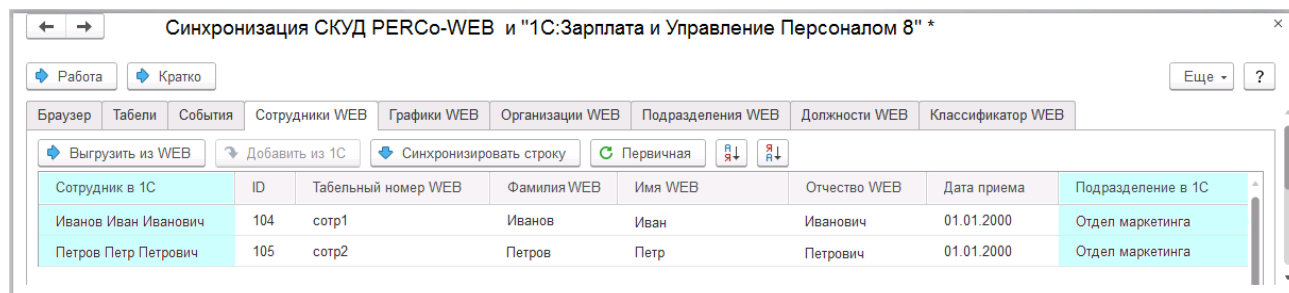 Синхронизация СКУД PERCo-WEB и "1С:Зарплата и Управление Персоналом 8" *
Работа Кратко Еще ?
Браузер Табели События Сотрудники WEB Графики WEB Организации WEB Подразделения WEB Должности WEB Классификатор WEB
Выгрузить из WEB Добавить из 1С Синхронизировать строку Первичная А Я Я А
Сотрудник в 1С ID Табельный номер WEB Фамилия WEB Имя WEB Отчество WEB Дата приема Подразделение в 1С
Иванов Иван Иванович 104 сотр1 Иванов Иван Иванович 01.01.2000 Отдел маркетинга
Петров Петр Петрович 105 сотр2 Петров Петр Петрович 01.01.2000 Отдел маркетинга